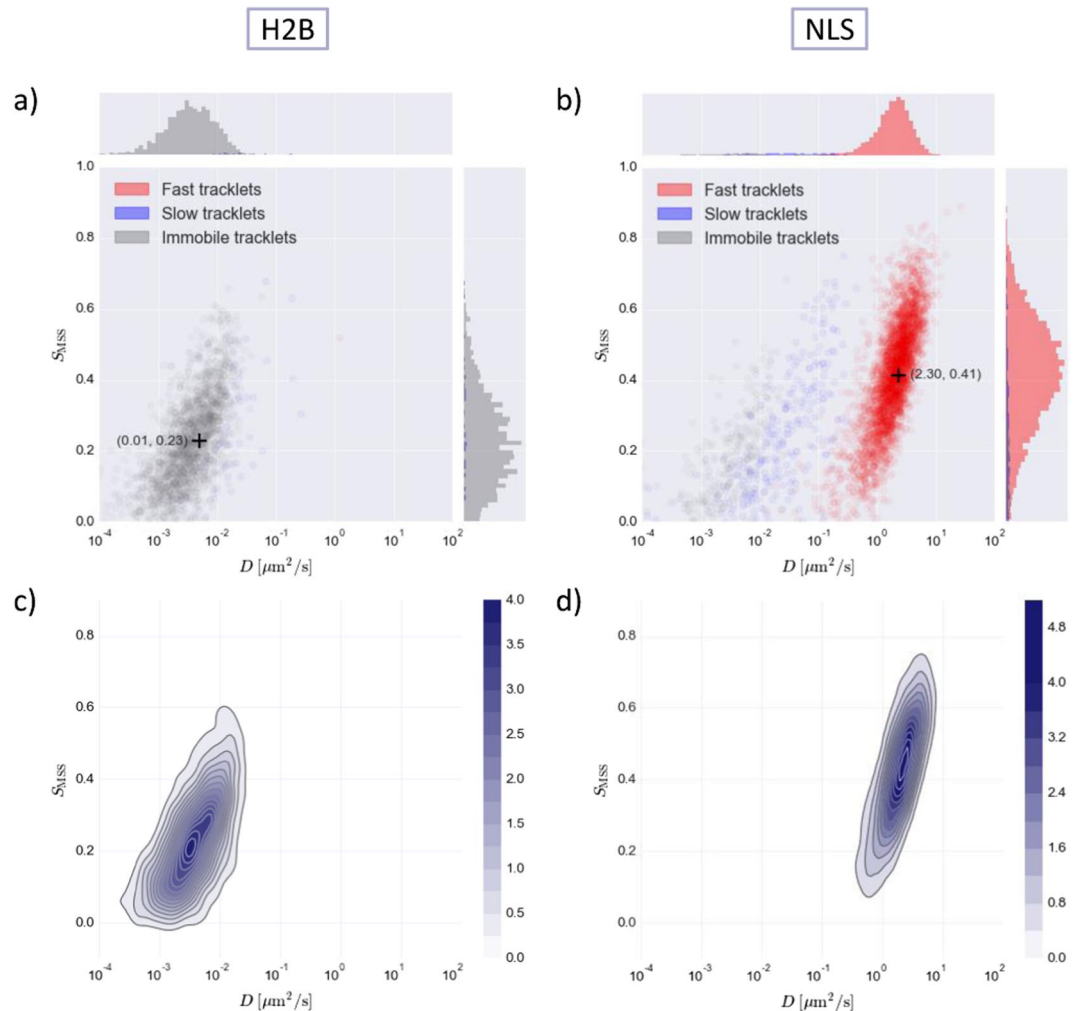 H2B
NLS
a)
b)
1.0
0.8
0.6
0.4
0.2
0.0
S_MSS
Fast tracklets
Slow tracklets
Immobile tracklets
(0.01, 0.23)
10⁻⁴ 10⁻³ 10⁻² 10⁻¹ 10⁰ 10¹ 10²
D [μm²/s]
1.0
0.8
0.6
0.4
0.2
0.0
S_MSS
Fast tracklets
Slow tracklets
Immobile tracklets
(2.30, 0.41)
10⁻⁴ 10⁻³ 10⁻² 10⁻¹ 10⁰ 10¹ 10²
D [μm²/s]
c)
d)
0.8
0.6
0.4
0.2
0.0
S_MSS
10⁻⁴ 10⁻³ 10⁻² 10⁻¹ 10⁰ 10¹ 10²
D [μm²/s]
4.0
3.5
3.0
2.5
2.0
1.5
1.0
0.5
0.0
0.8
0.6
0.4
0.2
0.0
S_MSS
10⁻⁴ 10⁻³ 10⁻² 10⁻¹ 10⁰ 10¹ 10²
D [μm²/s]
4.8
4.0
3.2
2.4
1.6
0.8
0.0